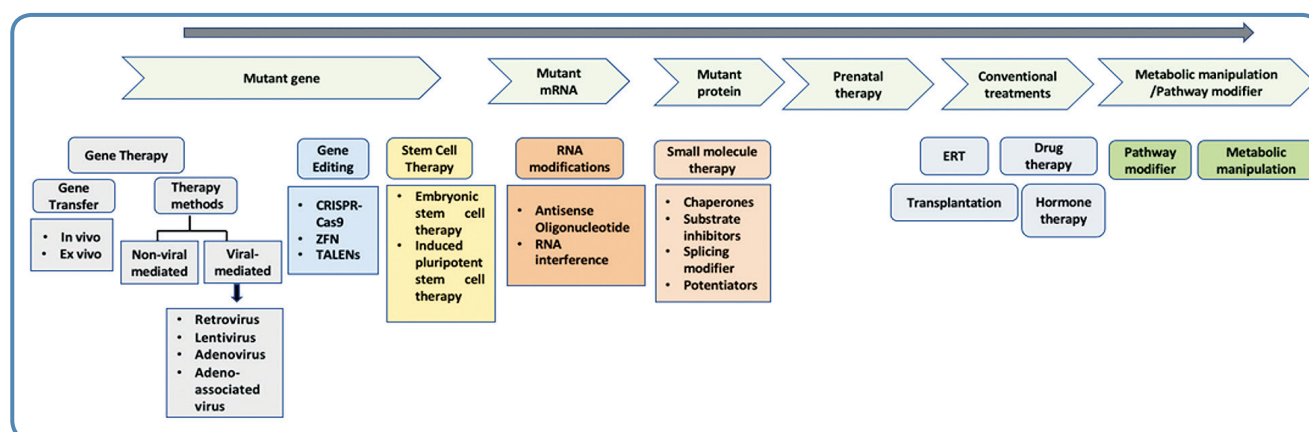 Mutant gene
Mutant
mRNA
Mutant
protein
Prenatal
therapy
Conventional
treatments
Metabolic manipulation
/Pathway modifier
Gene Therapy
Gene
Transfer
• In vivo
• Ex vivo
Therapy
methods
Non-viral
mediated
Viral-
mediated
• Retrovirus
• Lentivirus
• Adenovirus
• Adeno-
associated
virus
Gene
Editing
• CRISPR-
Cas9
• ZFN
• TALENs
Stem Cell
Therapy
• Embryonic
stem cell
therapy
• Induced
pluripotent
stem cell
therapy
RNA
modifications
• Antisense
Oligonucleotide
• RNA
interference
Small molecule
therapy
• Chaperones
• Substrate
inhibitors
• Splicing
modifier
• Potentiators
ERT
Drug
therapy
Transplantation
Hormone
therapy
Pathway
modifier
Metabolic
manipulation